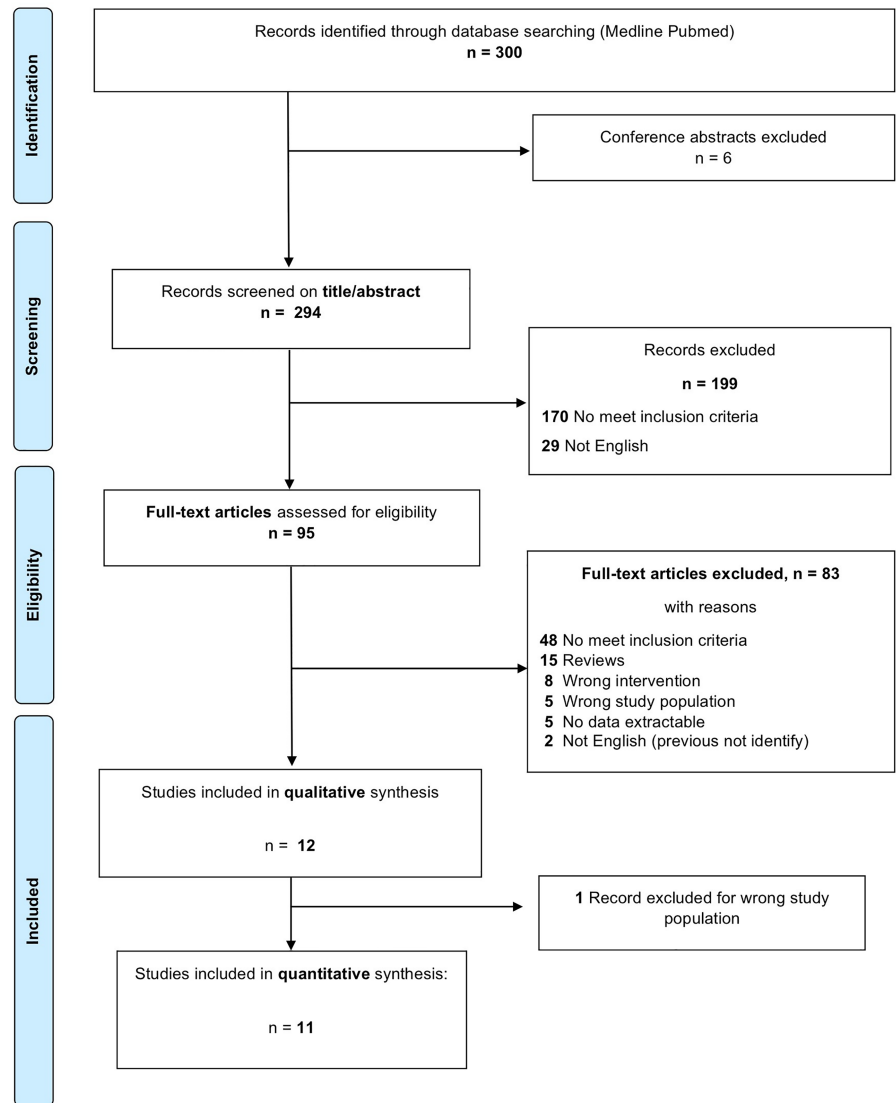 Identification
Records identified through database searching (Medline Pubmed)
n = 300
Conference abstracts excluded
n = 6
Screening
Records screened on title/abstract
n = 294
Records excluded
n = 199
170 No meet inclusion criteria
29 Not English
Eligibility
Full-text articles assessed for eligibility
n = 95
Full-text articles excluded, n = 83
with reasons
48 No meet inclusion criteria
15 Reviews
8 Wrong intervention
5 Wrong study population
5 No data extractable
2 Not English (previous not identify)
Included
Studies included in qualitative synthesis
n = 12
1 Record excluded for wrong study
population
Studies included in quantitative synthesis:
n = 11